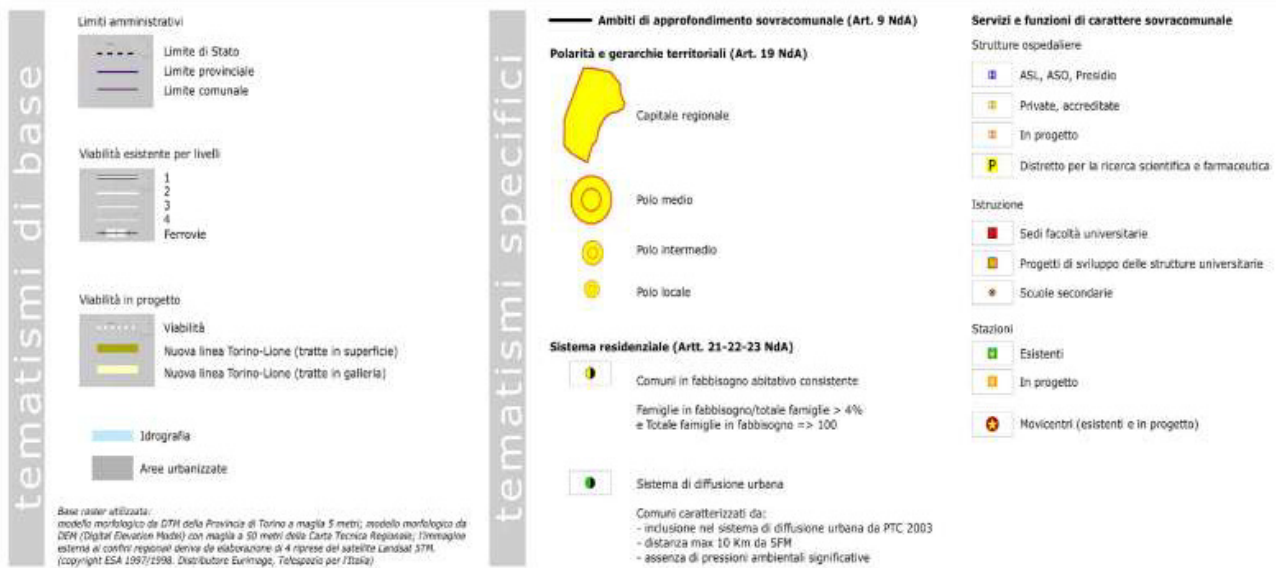 tematismi di base
Limiti amministrativi
Limite di Stato
Limite provinciale
Limite comunale
Viabilità esistente per livelli
1
2
3
4
Ferrovie
Viabilità in progetto
Viabilità
Nuova linea Torino-Lione (tratte in superficie)
Nuova linea Torino-Lione (tratte in galleria)
Idrografia
Aree urbanizzate
Base raster utilizzata:
modello morfologico da DTM della Provincia di Torino a maglia 5 metri; modello morfologico da
DEM (Digital Elevation Model) con maglia a 50 metri della Carta Tecnica Regionale; l'immagine
esterna ai confini regionali deriva da elaborazione di 4 riprese del satellite Landsat 5TM.
(copyright ESA 1997/1998. Distributore Eurimage, Telespazio per l'Italia)
tematismi specifici
Ambiti di approfondimento sovracomunale (Art. 9 NdA)
Polarità e gerarchie territoriali (Art. 19 NdA)
Capitale regionale
Polo medio
Polo intermedio
Polo locale
Sistema residenziale (Artt. 21-22-23 NdA)
Comuni in fabbisogno abitativo consistente
Famiglie in fabbisogno/totale famiglie > 4%
e Totale famiglie in fabbisogno => 100
Sistema di diffusione urbana
Comuni caratterizzati da:
- inclusione nel sistema di diffusione urbana da PTC 2003
- distanza max 10 Km da SFM
- assenza di pressioni ambientali significative
Servizi e funzioni di carattere sovracomunale
Strutture ospedaliere
ASL, ASO, Presidio
Private, accreditate
In progetto
P Distretto per la ricerca scientifica e farmaceutica
Istruzione
Sedi facoltà universitarie
Progetti di sviluppo delle strutture universitarie
Scuole secondarie
Stazioni
Esistenti
In progetto
Movicentri (esistenti e in progetto)